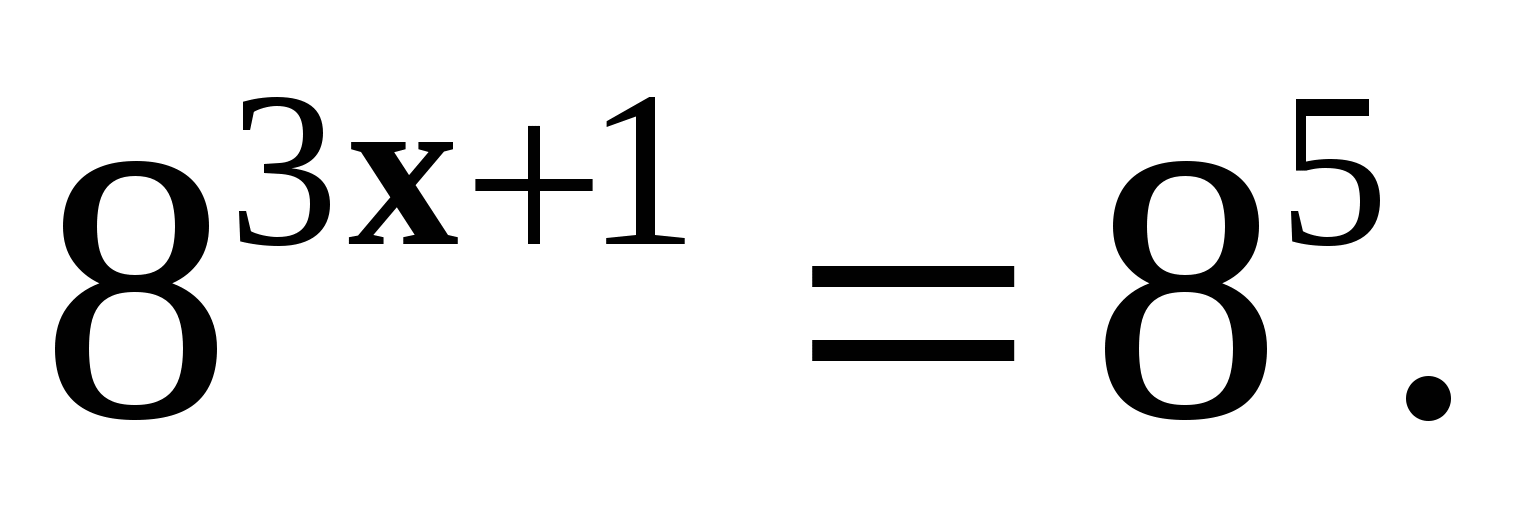 8^{3x+1} = 8^5.